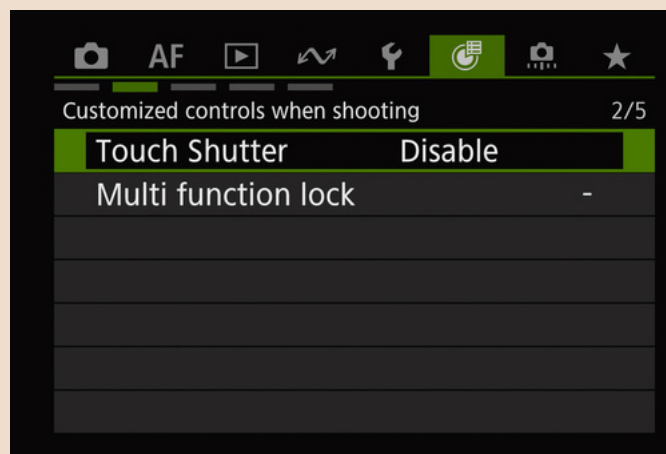 AF
Customized controls when shooting 2/5
Touch Shutter Disable
Multi function lock -